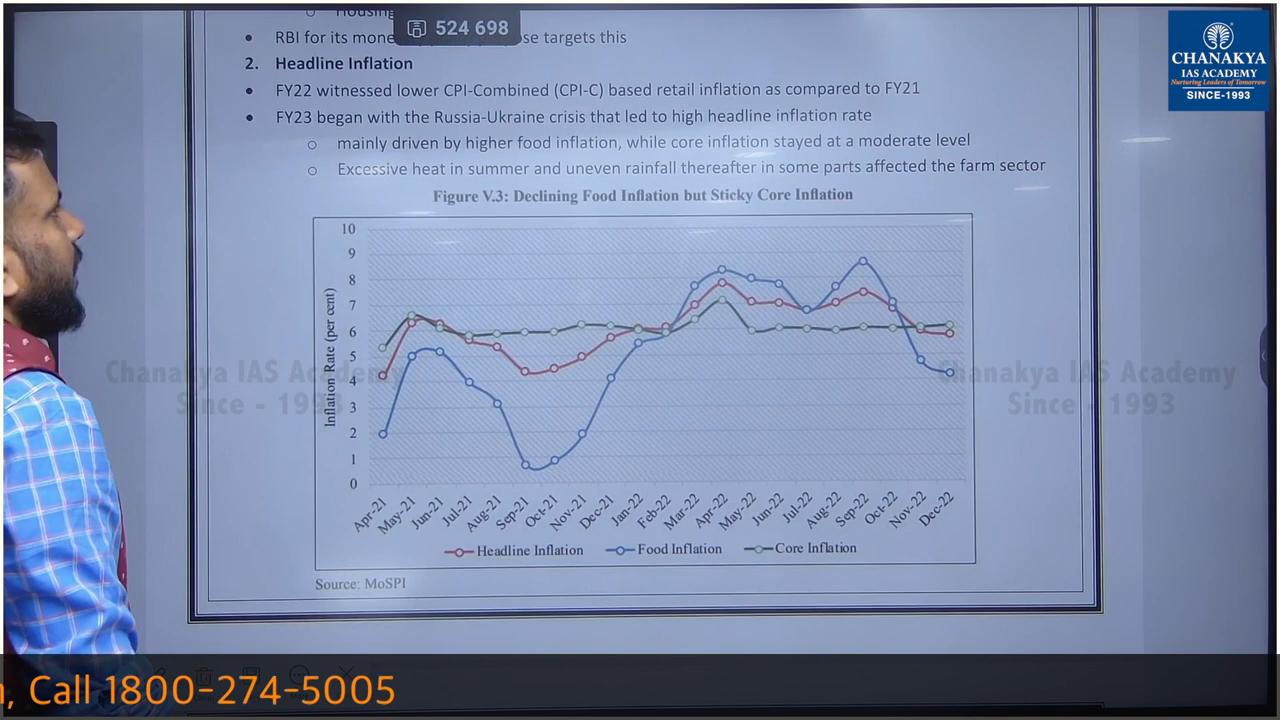 Housing
524 698
CHANAKYA
IAS ACADEMY
Nurturing Leaders of Tomorrow
SINCE-1993
• RBI for its mone se targets this
2. Headline Inflation
• FY22 witnessed lower CPI-Combined (CPI-C) based retail inflation as compared to FY21
• FY23 began with the Russia-Ukraine crisis that led to high headline inflation rate
o mainly driven by higher food inflation, while core inflation stayed at a moderate level
o Excessive heat in summer and uneven rainfall thereafter in some parts affected the farm sector
Figure V.3: Declining Food Inflation but Sticky Core Inflation
Inflation Rate (per cent)
10
9
8
7
6
5
4
3
2
1
0
Apr-21 May-21 Jun-21 Jul-21 Aug-21 Sep-21 Oct-21 Nov-21 Dec-21 Jan-22 Feb-22 Mar-22 Apr-22 May-22 Jun-22 Jul-22 Aug-22 Sep-22 Oct-22 Nov-22 Dec-22
Headline Inflation Food Inflation Core Inflation
Source: MoSPI
Chanakya IAS Academy
Since - 1993
Chanakya IAS Academy
Since - 1993
, Call 1800-274-5005